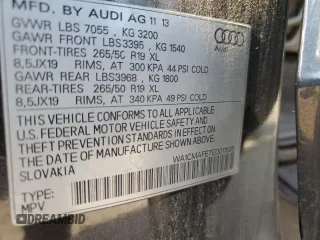 MFD. BY AUDI AG 11 13
GVWR LBS 7055 , KG 3200
GAWR FRONT LBS3395 , KG 1540
FRONT-TIRES 265/50 R19 XL
8,5JX19 RIMS, AT 300 KPA 44 PSI COLD
GAWR REAR LBS3968 , KG 1800
REAR-TIRES 265/50 R19 XL
8,5JX19 RIMS, AT 340 KPA 49 PSI COLD
THIS VEHICLE CONFORMS TO ALL APPLICABLE
U.S. FEDERAL MOTOR VEHICLE SAFETY AND
THEFT PREVENTION STANDARDS IN EFFECT ON
THE DATE OF MANUFACTURE SHOWN ABOVE.
SLOVAKIA
TYPE:
MPV